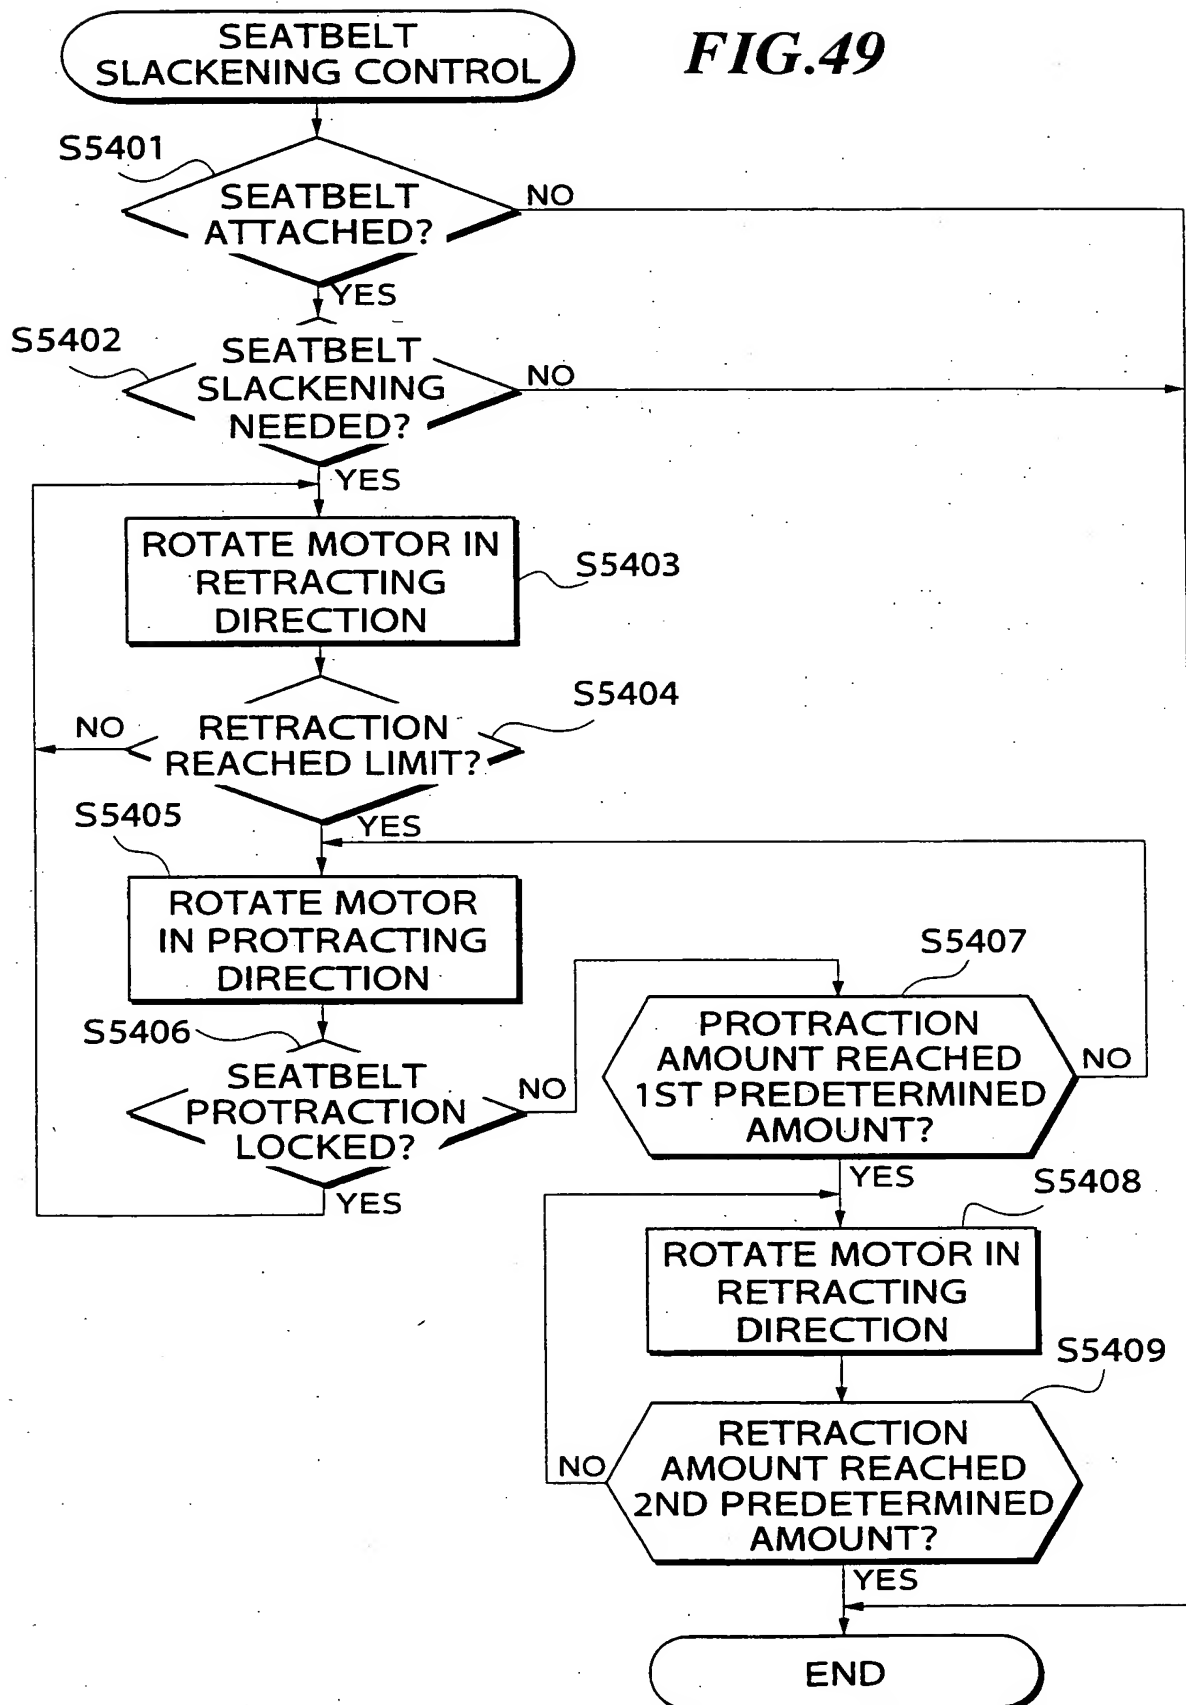 SEATBELT
SLACKENING CONTROL
FIG.49
S5401
SEATBELT
ATTACHED?
NO
YES
S5402
SEATBELT
SLACKENING
NEEDED?
NO
YES
ROTATE MOTOR IN
RETRACTING
DIRECTION
S5403
S5404
RETRACTION
REACHED LIMIT?
NO
YES
S5405
ROTATE MOTOR
IN PROTRACTING
DIRECTION
S5406
SEATBELT
PROTRACTION
LOCKED?
NO
YES
S5407
PROTRACTION
AMOUNT REACHED
1ST PREDETERMINED
AMOUNT?
NO
YES
S5408
ROTATE MOTOR IN
RETRACTING
DIRECTION
S5409
RETRACTION
AMOUNT REACHED
2ND PREDETERMINED
AMOUNT?
NO
YES
END